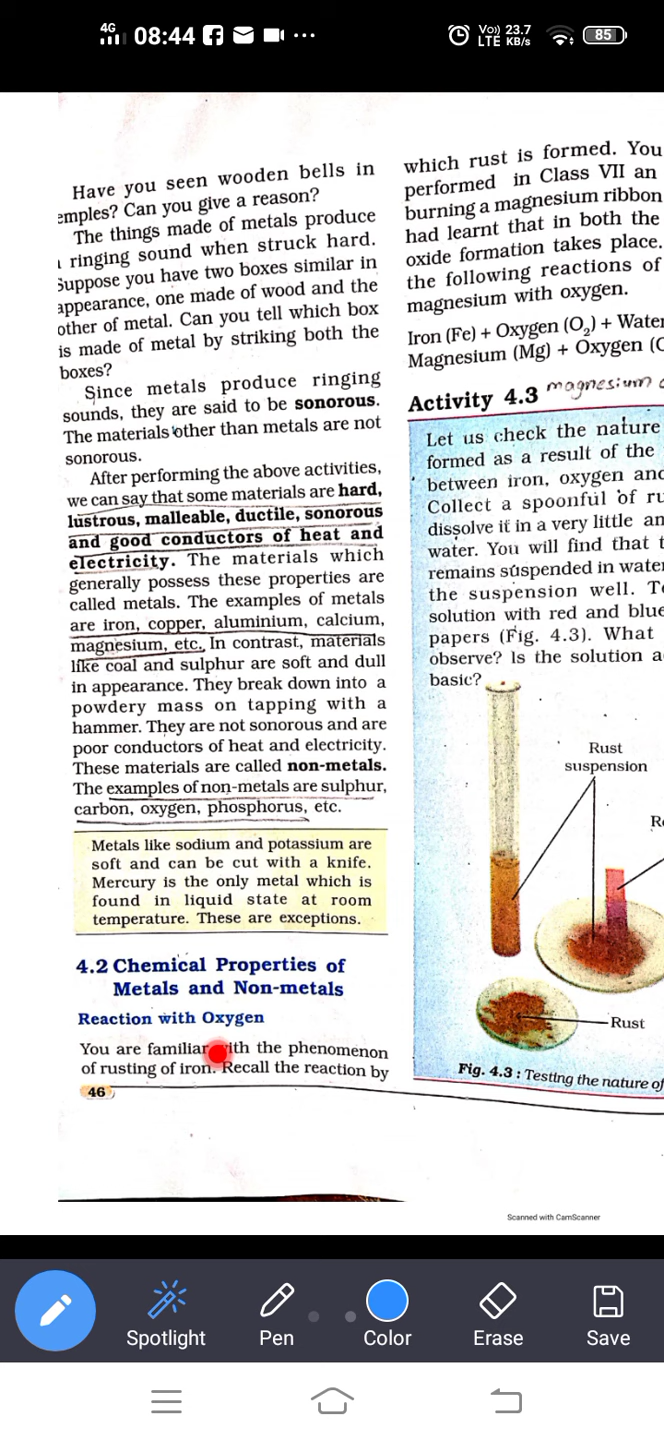 4G
08:44
Vo))
LTE
23.7
KB/s
85
Have you seen wooden bells in
emples? Can you give a reason?
The things made of metals produce
ringing sound when struck hard.
Suppose you have two boxes similar in
appearance, one made of wood and the
other of metal. Can you tell which box
is made of metal by striking both the
boxes?
Since metals produce ringing
sounds, they are said to be sonorous.
The materials other than metals are not
sonorous.
After performing the above activities,
we can say that some materials are hard,
lustrous, malleable, ductile, sonorous
and good conductors of heat and
electricity. The materials which
generally possess these properties are
called metals. The examples of metals
are iron, copper, aluminium, calcium,
magnesium, etc. In contrast, materials
like coal and sulphur are soft and dull
in appearance. They break down into a
powdery mass on tapping with a
hammer. They are not sonorous and are
poor conductors of heat and electricity.
These materials are called non-metals.
The examples of non-metals are sulphur,
carbon, oxygen, phosphorus, etc.
Metals like sodium and potassium are
soft and can be cut with a knife.
Mercury is the only metal which is
found in liquid state at room
temperature. These are exceptions.
4.2 Chemical Properties of
Metals and Non-metals
Reaction with Oxygen
You are familiar with the phenomenon
of rusting of iron. Recall the reaction by
46
which rust is formed. You
performed in Class VII an
burning a magnesium ribbon
had learnt that in both the
oxide formation takes place.
the following reactions of
magnesium with oxygen.
Iron (Fe) + Oxygen (O₂) + Water
Magnesium (Mg) + Oxygen (
Activity 4.3 magnesium
Let us check the nature
formed as a result of the
between iron, oxygen and
Collect a spoonful of ru
dissolve it in a very little am
water. You will find that t
remains suspended in water
the suspension well. T
solution with red and blue
papers (Fig. 4.3). What
observe? Is the solution a
basic?
Rust
suspension
R
Rust
Fig. 4.3 : Testing the nature of
Scanned with CamScanner
Spotlight
Pen
Color
Erase
Save